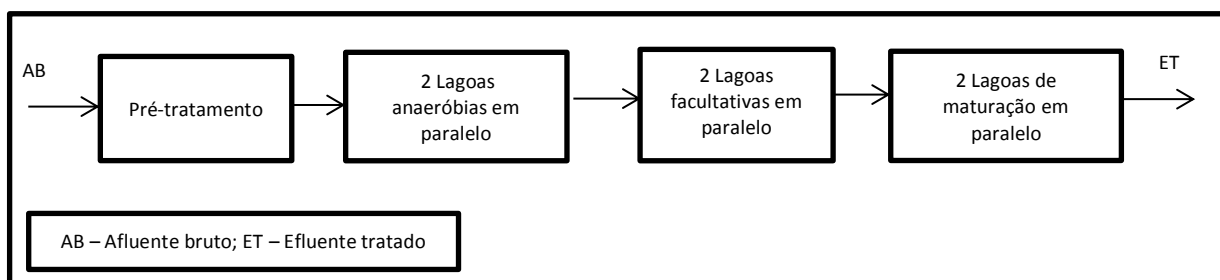 AB
Pré-tratamento
2 Lagoas
anaeróbias em
paralelo
2 Lagoas
facultativas em
paralelo
2 Lagoas de
maturação em
paralelo
ET
AB – Afluente bruto; ET – Efluente tratado